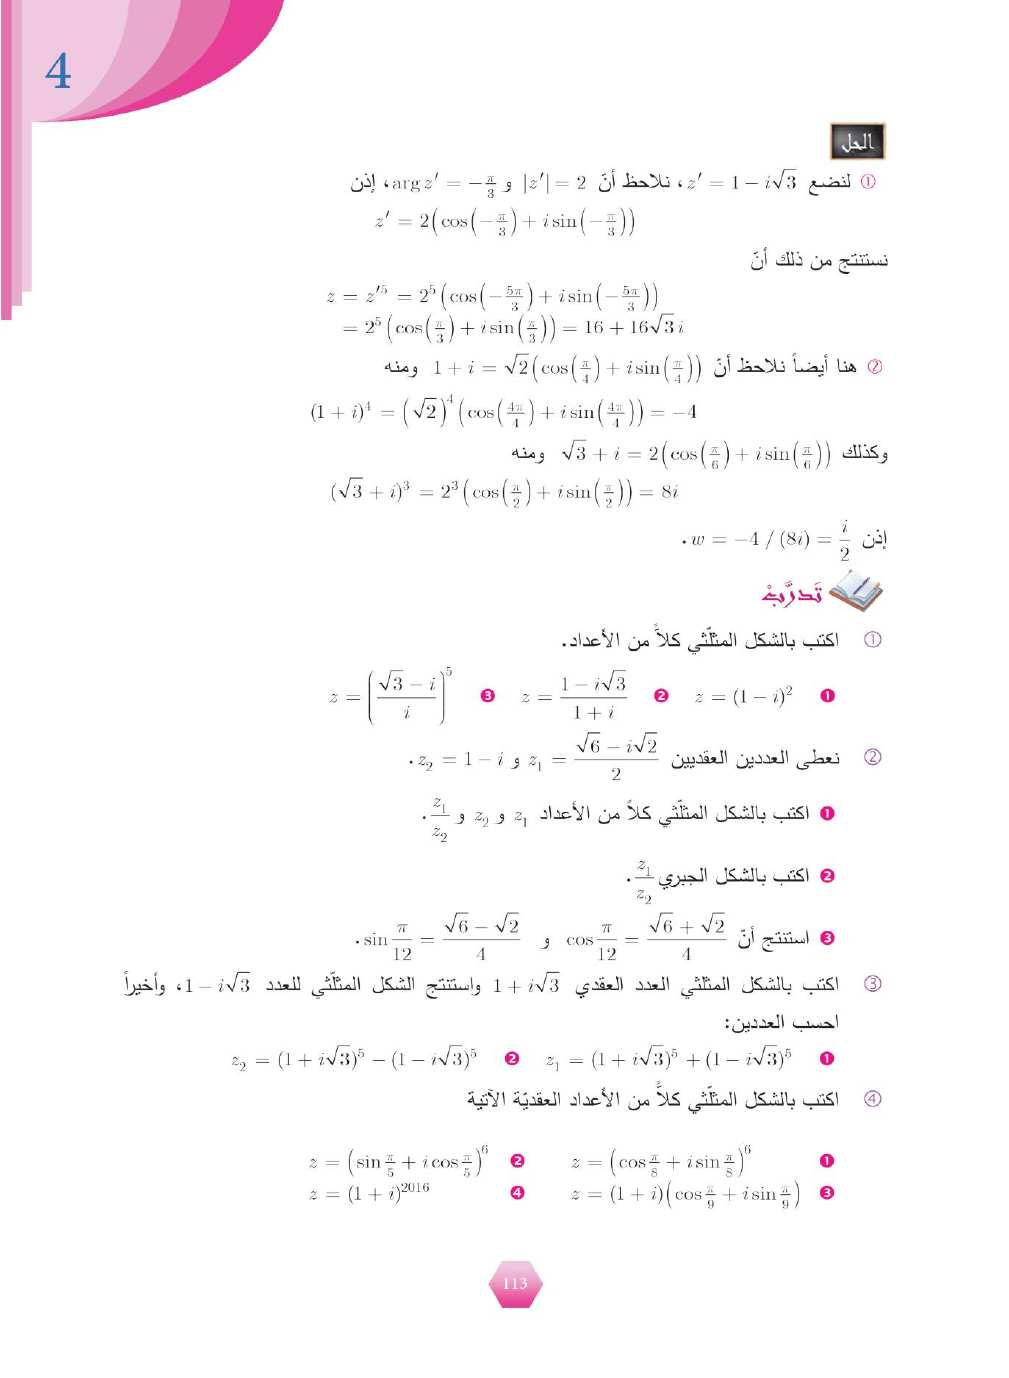 4
الحل
① لنضع z′ = 1 − i√3، نلاحظ أنّ |z′| = 2 و arg z′ = −π/3، إذن
z′ = 2(cos(−π/3) + i sin(−π/3))
نستنتج من ذلك أنّ
z = z′⁵ = 2⁵(cos(−5π/3) + i sin(−5π/3))
= 2⁵(cos(π/3) + i sin(π/3)) = 16 + 16√3 i
② هنا أيضاً نلاحظ أنّ 1 + i = √2(cos(π/4) + i sin(π/4)) ومنه
(1 + i)⁴ = (√2)⁴(cos(4π/4) + i sin(4π/4)) = −4
وكذلك √3 + i = 2(cos(π/6) + i sin(π/6)) ومنه
(√3 + i)³ = 2³(cos(π/2) + i sin(π/2)) = 8i
إذن w = −4 / (8i) = i/2.
تَدرَّبْ
① اكتب بالشكل المثلّثي كلاًّ من الأعداد.
❶ z = (1 − i)² ❷ z = (1 − i√3)/(1 + i) ❸ z = ((√3 − i)/i)⁵
② نعطى العددين العقديين z₁ = (√6 − i√2)/2 و z₂ = 1 − i.
❶ اكتب بالشكل المثلّثي كلاً من الأعداد z₁ و z₂ و z₁/z₂.
❷ اكتب بالشكل الجبري z₁/z₂.
❸ استنتج أنّ cos π/12 = (√6 + √2)/4 و sin π/12 = (√6 − √2)/4.
③ اكتب بالشكل المثلثي العدد العقدي 1 + i√3 واستنتج الشكل المثلّثي للعدد 1 − i√3، وأخيراً
احسب العددين:
❶ z₁ = (1 + i√3)⁵ + (1 − i√3)⁵ ❷ z₂ = (1 + i√3)⁵ − (1 − i√3)⁵
④ اكتب بالشكل المثلّثي كلاًّ من الأعداد العقديّة الآتية
❶ z = (cos π/8 + i sin π/8)⁶ ❷ z = (sin π/5 + i cos π/5)⁶
❸ z = (1 + i)(cos π/9 + i sin π/9) ❹ z = (1 + i)²⁰¹⁶
113